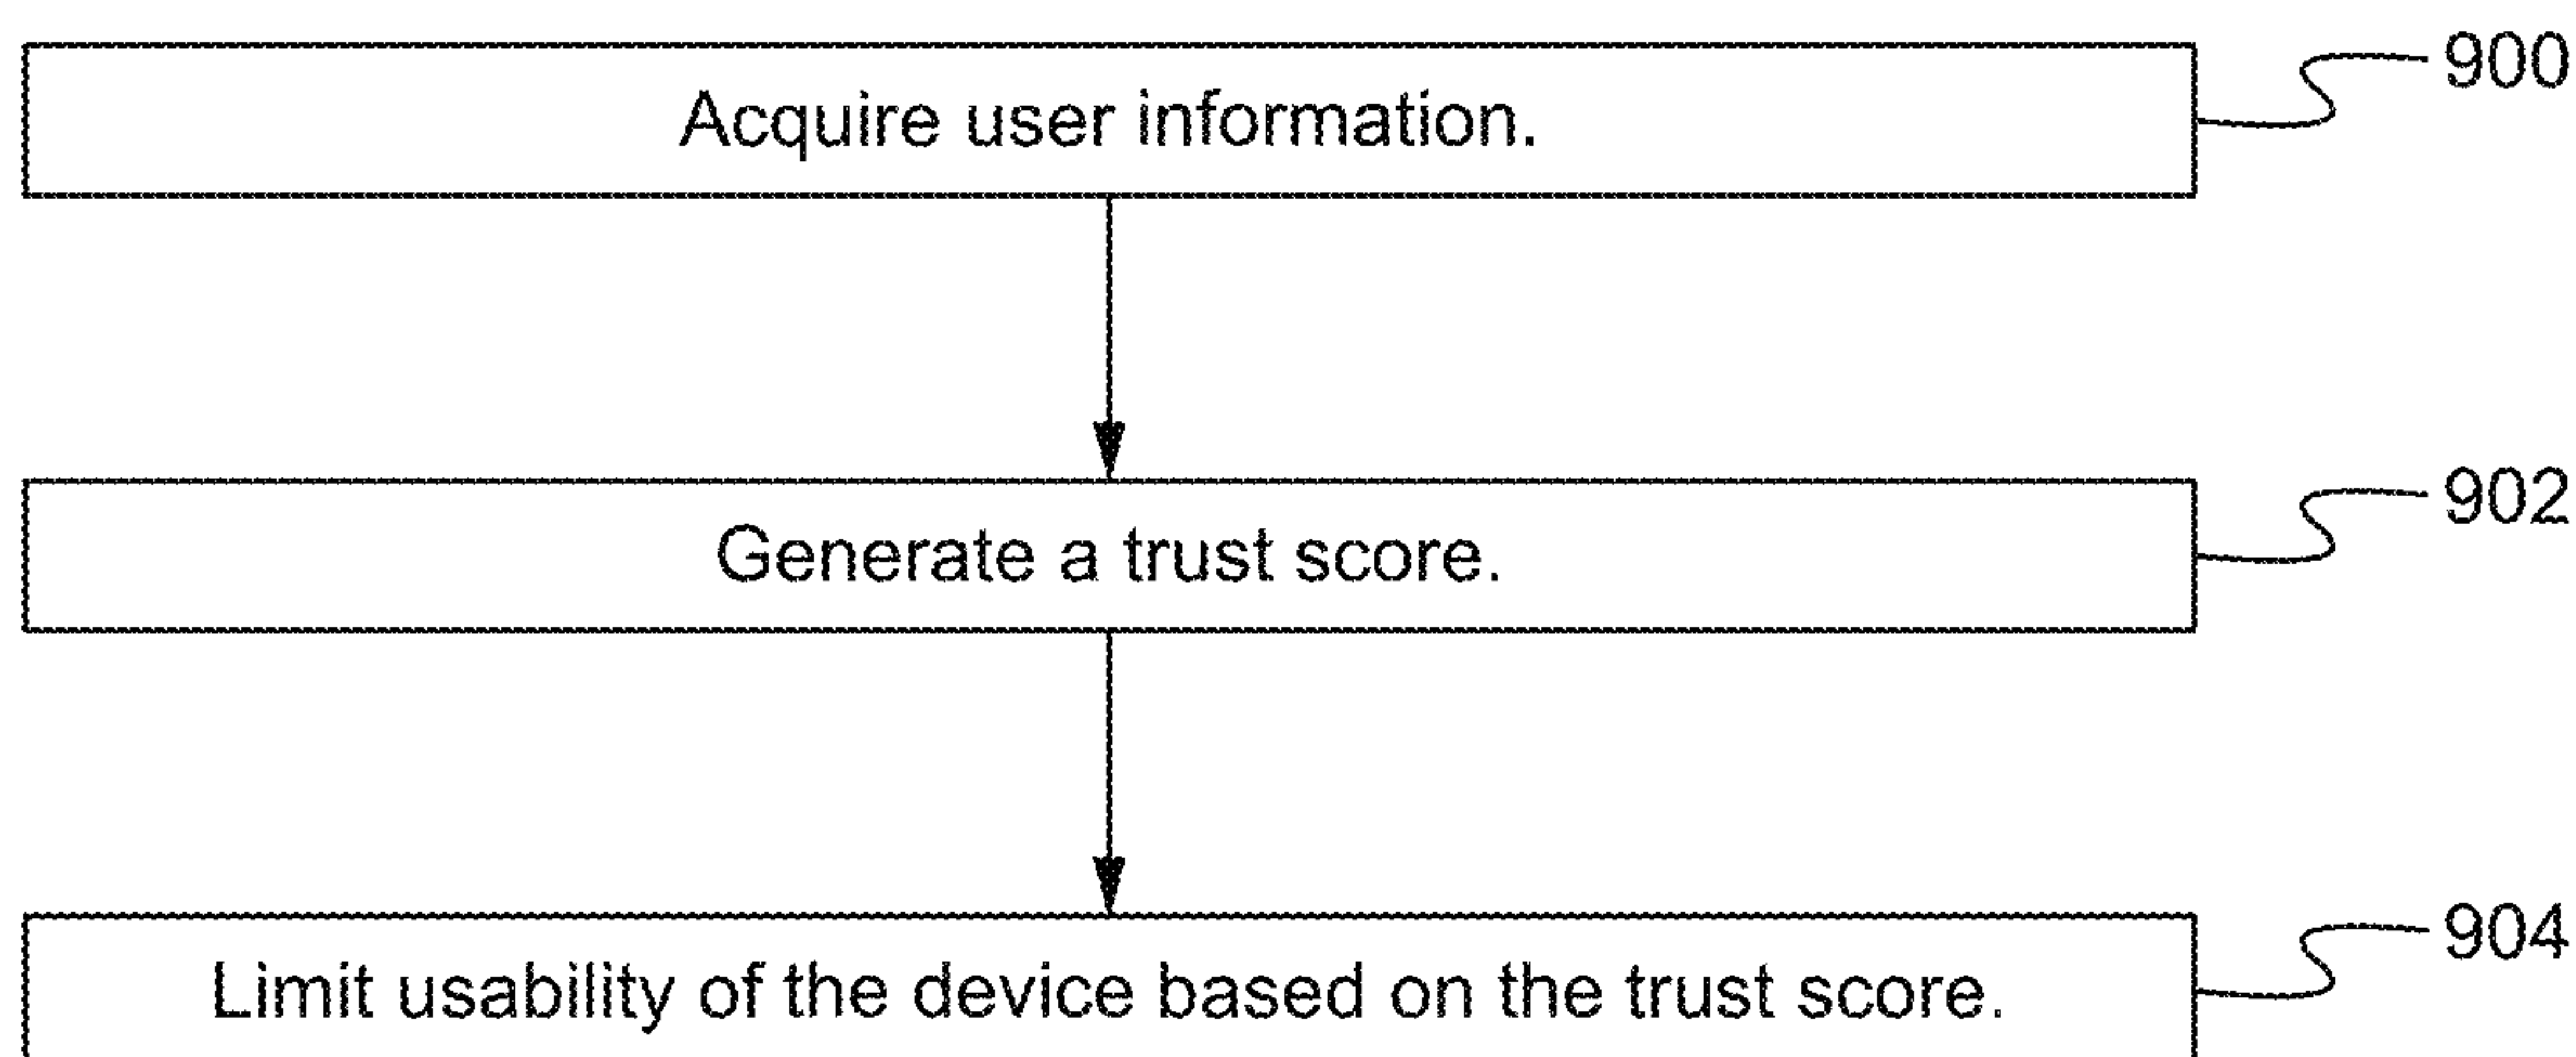 Acquire user information.
900
Generate a trust score.
902
Limit usability of the device based on the trust score.
904